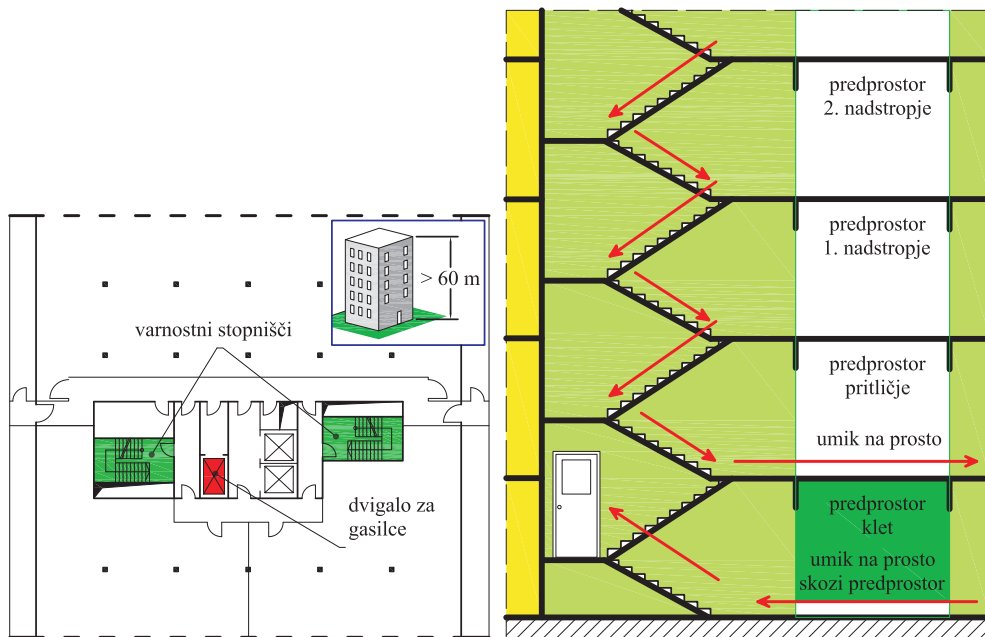 > 60 m
varnostni stopnišči
dvigalo za
gasilce
predprostor
2. nadstropje
predprostor
1. nadstropje
predprostor
pritličje
umik na prosto
predprostor
klet
umik na prosto
skozi predprostor